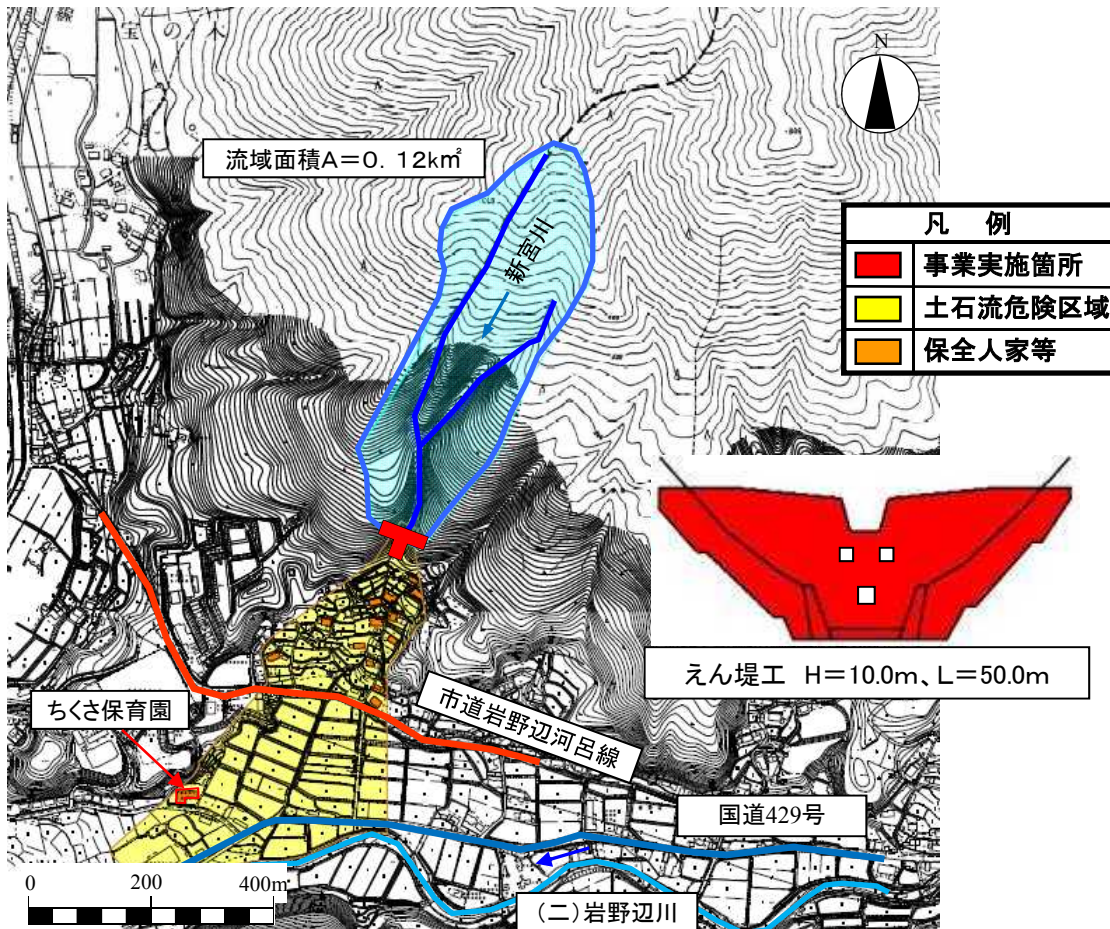 宝の木
N
流域面積A=0.12k㎡
新宮川
凡 例
事業実施箇所
土石流危険区域
保全人家等
えん堤工 H=10.0m、L=50.0m
市道岩野辺河呂線
ちくさ保育園
国道429号
0 200 400m
(二)岩野辺川